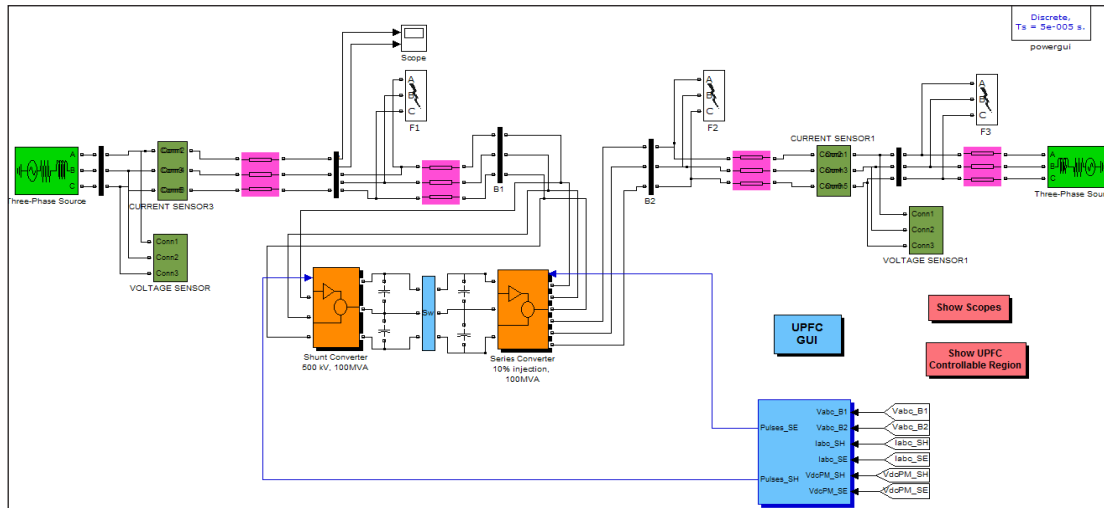 Discrete,
Ts = 5e-005 s.
powergui
Scope
A
B
C
F1
A
B
C
F2
A
B
C
F3
CURRENT SENSOR1
A
B
C
Three-Phase Source
CURRENT SENSOR3
B1
B2
A
B
C
Three-Phase Sour
Conn1
Conn2
Conn3
VOLTAGE SENSOR
Conn1
Conn2
Conn3
VOLTAGE SENSOR1
Sw
Shunt Converter
500 kV, 100MVA
Series Converter
10% injection,
100MVA
UPFC
GUI
Show Scopes
Show UPFC
Controllable Region
Pulses_SE
Pulses_SH
Vabc_B1
Vabc_B2
Iabc_SH
Iabc_SE
VdcPM_SH
VdcPM_SE
Vabc_B1
Vabc_B2
Iabc_SH
Iabc_SE
VdcPM_SH
VdcPM_SE